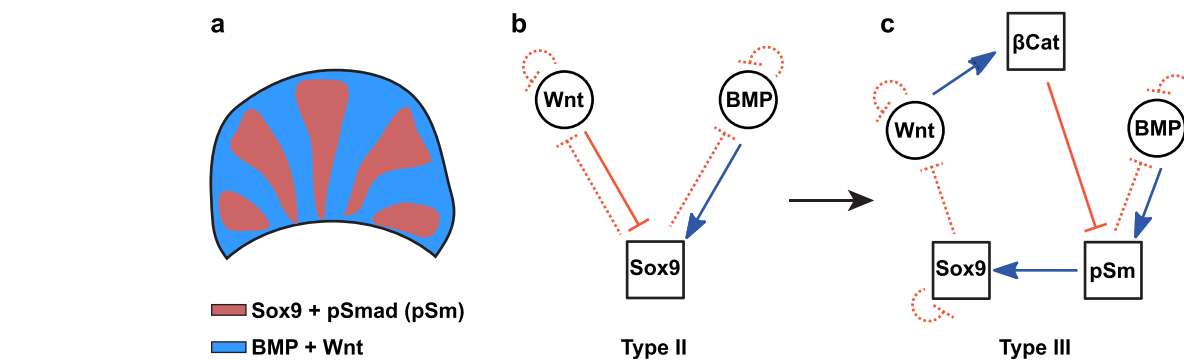 a
Sox9 + pSmad (pSm)
BMP + Wnt
b
Wnt
BMP
Sox9
Type II
c
βCat
Wnt
BMP
Sox9
pSm
Type III